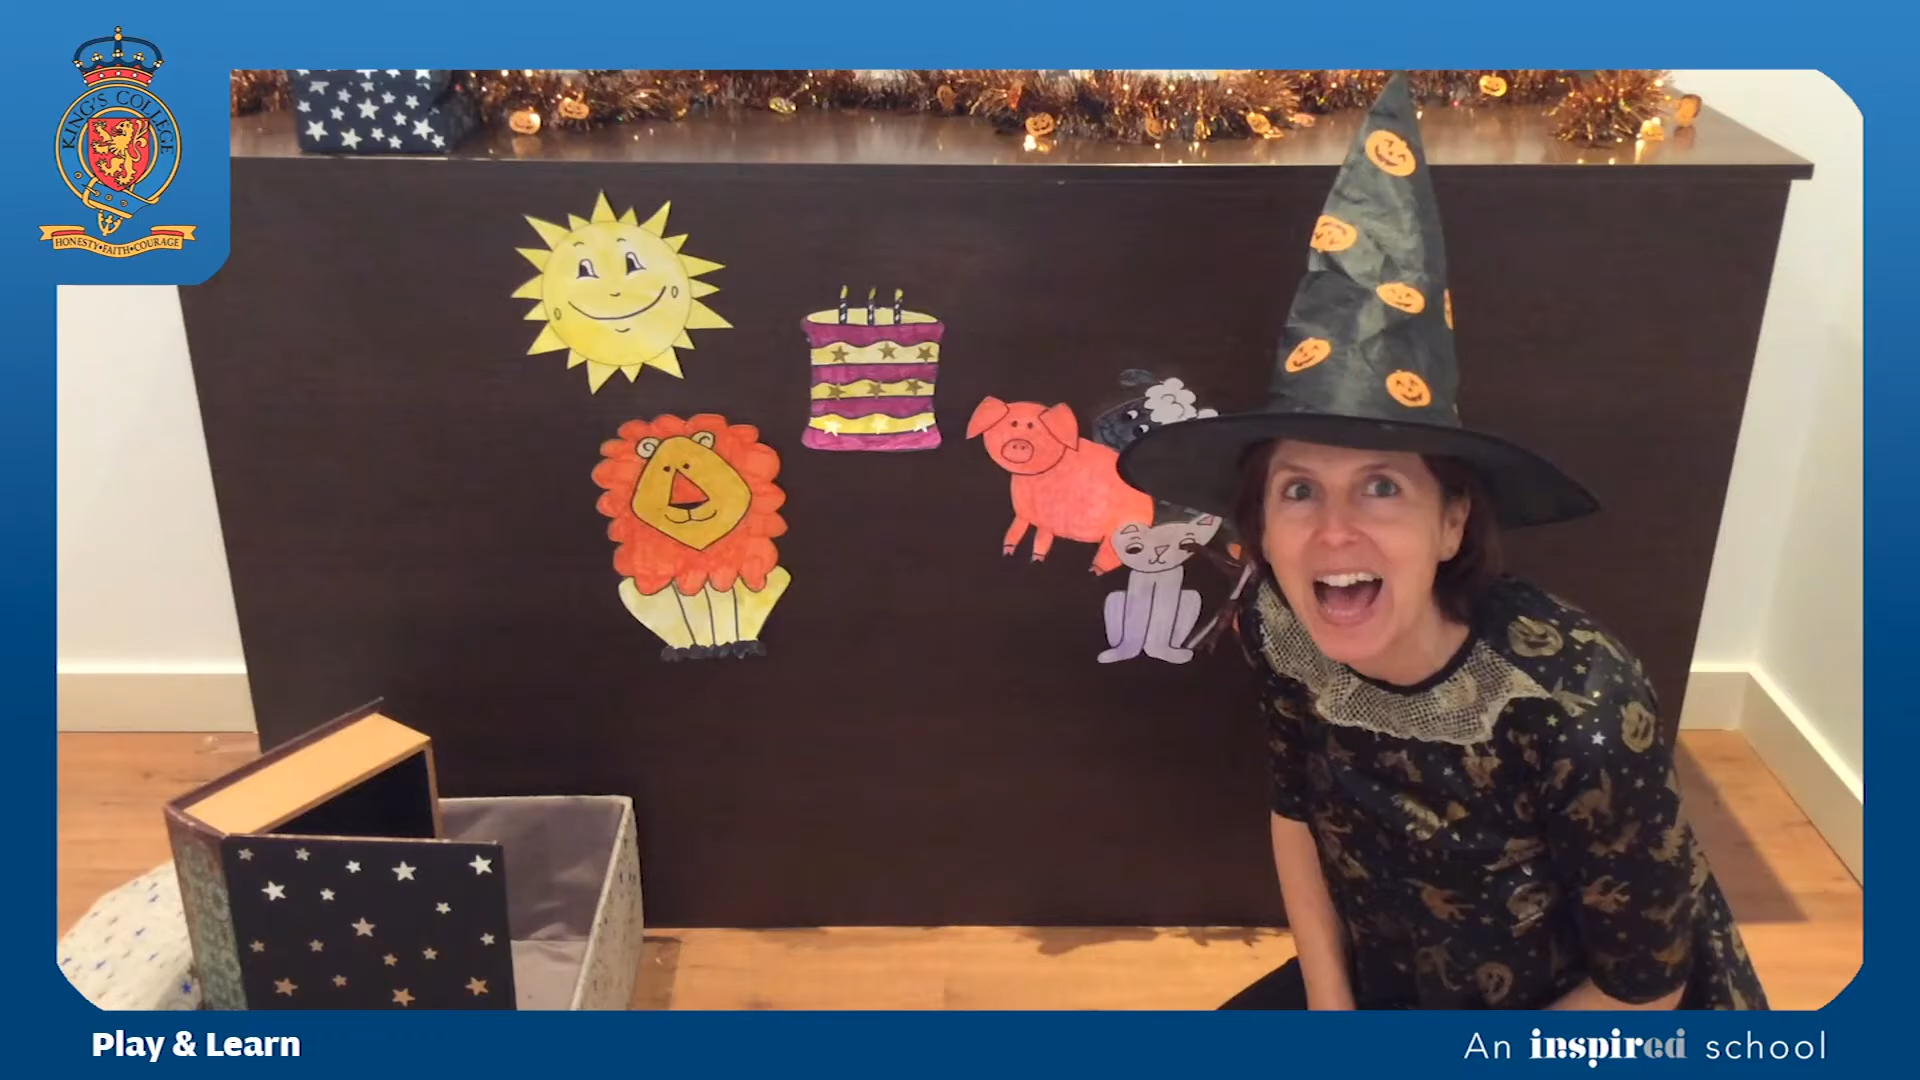 KING'S COLLEGE
HONESTY•FAITH•COURAGE
Play & Learn
An inspired school